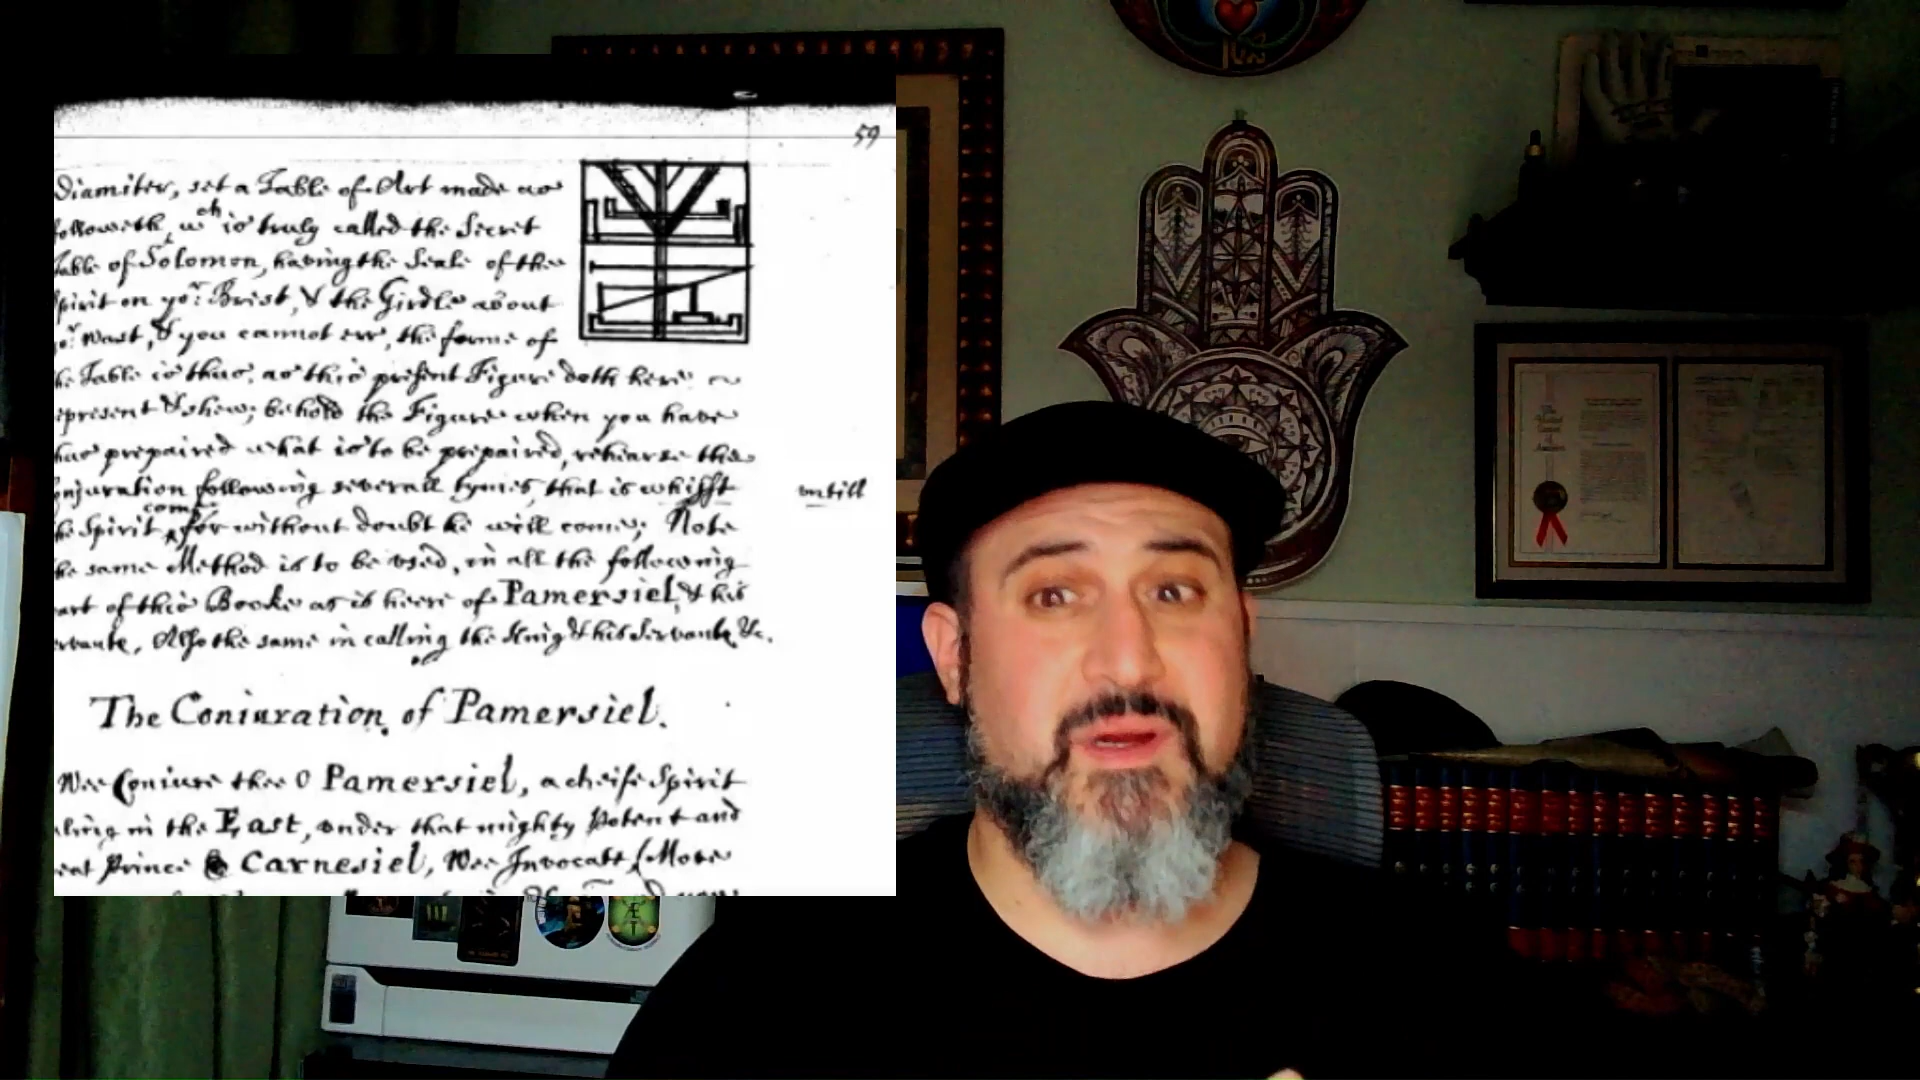 59
Diamiter, set a Table of Art made as
followeth, wch is truly called the Secret
Table of Solomon, having the Seale of the
Spirit on yor: Brest, & the Girdle about
yor: Wast, & you cannot err, the forme of
the Table is thus, as this present Figure doth here
represent & shew; behold the Figure when you have
thus prepaired what is to be prepaired, rehearse the
Conjuration following severall tymes, that is whilst
untill
the Spirit come, for without doubt he will come; Note
the same Method is to be used, in all the following
part of this Booke as is heere of Pamersiel, & his
servants, Also the same in calling the King & his Servants &c.
The Coniuration of Pamersiel.
Wee Coniure thee O Pamersiel, a cheife Spirit
ruling in the East, under that mighty Potent and
great Prince Carnesiel, Wee Invocate